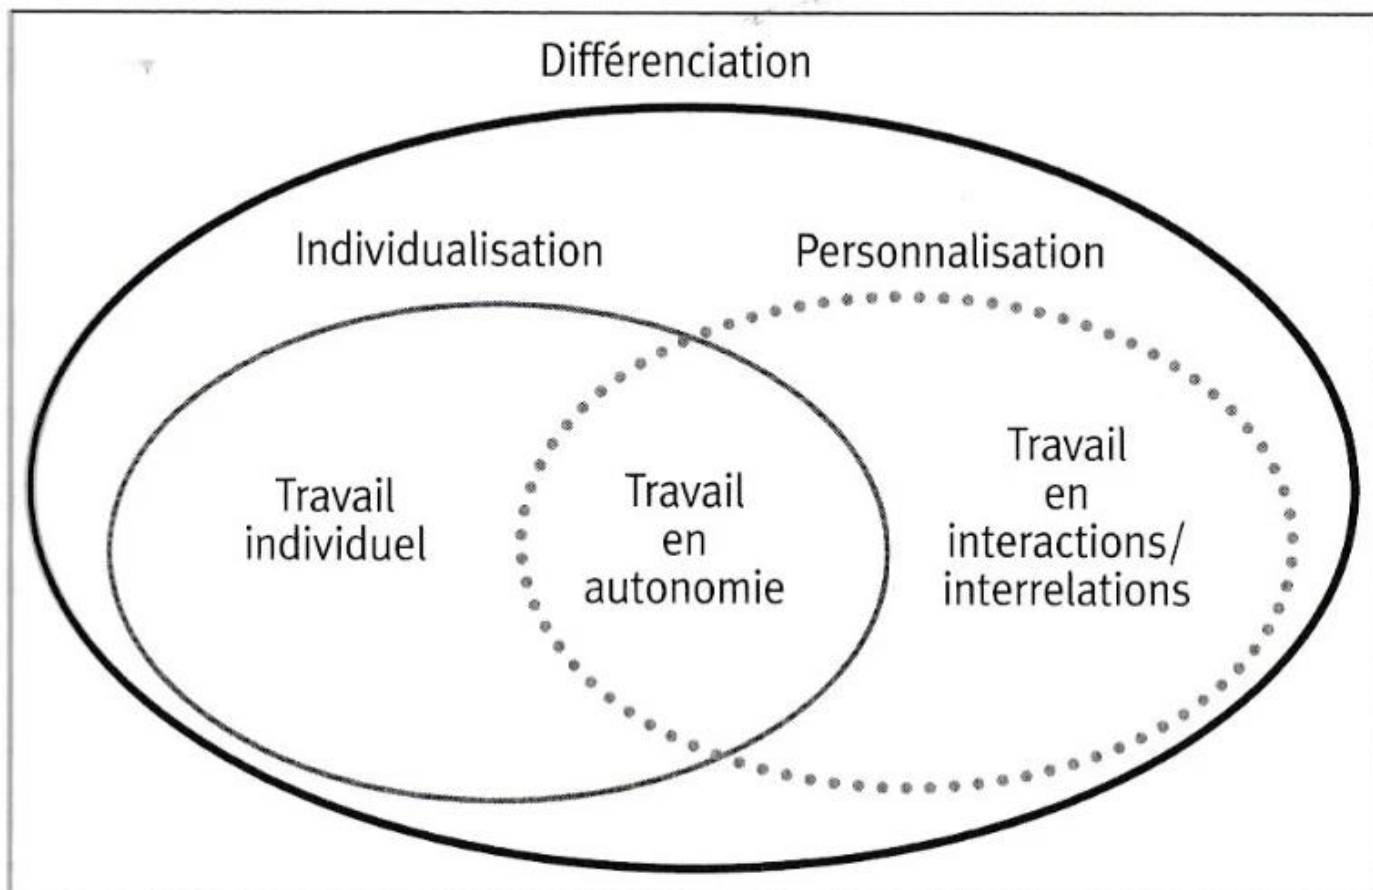 Différenciation
Individualisation
Personnalisation
Travail
individuel
Travail
en
autonomie
Travail
en
interactions/
interrelations